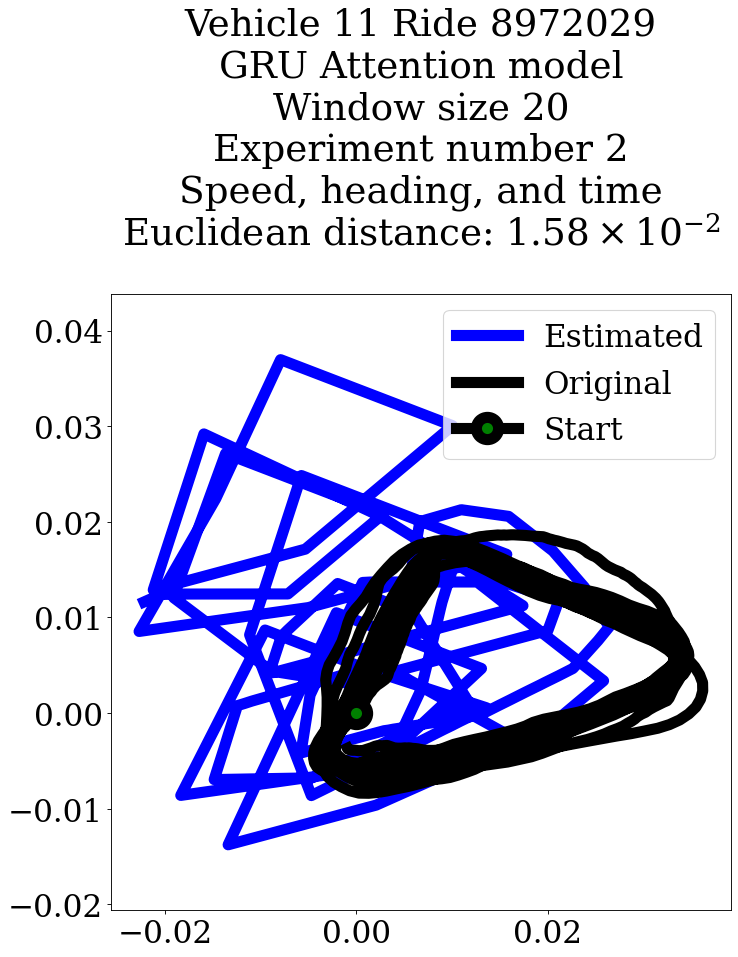 Vehicle 11 Ride 8972029
GRU Attention model
Window size 20
Experiment number 2
Speed, heading, and time
Euclidean distance: 1.58 × 10⁻²
Estimated
Original
Start
0.04
0.03
0.02
0.01
0.00
−0.01
−0.02
−0.02 0.00 0.02